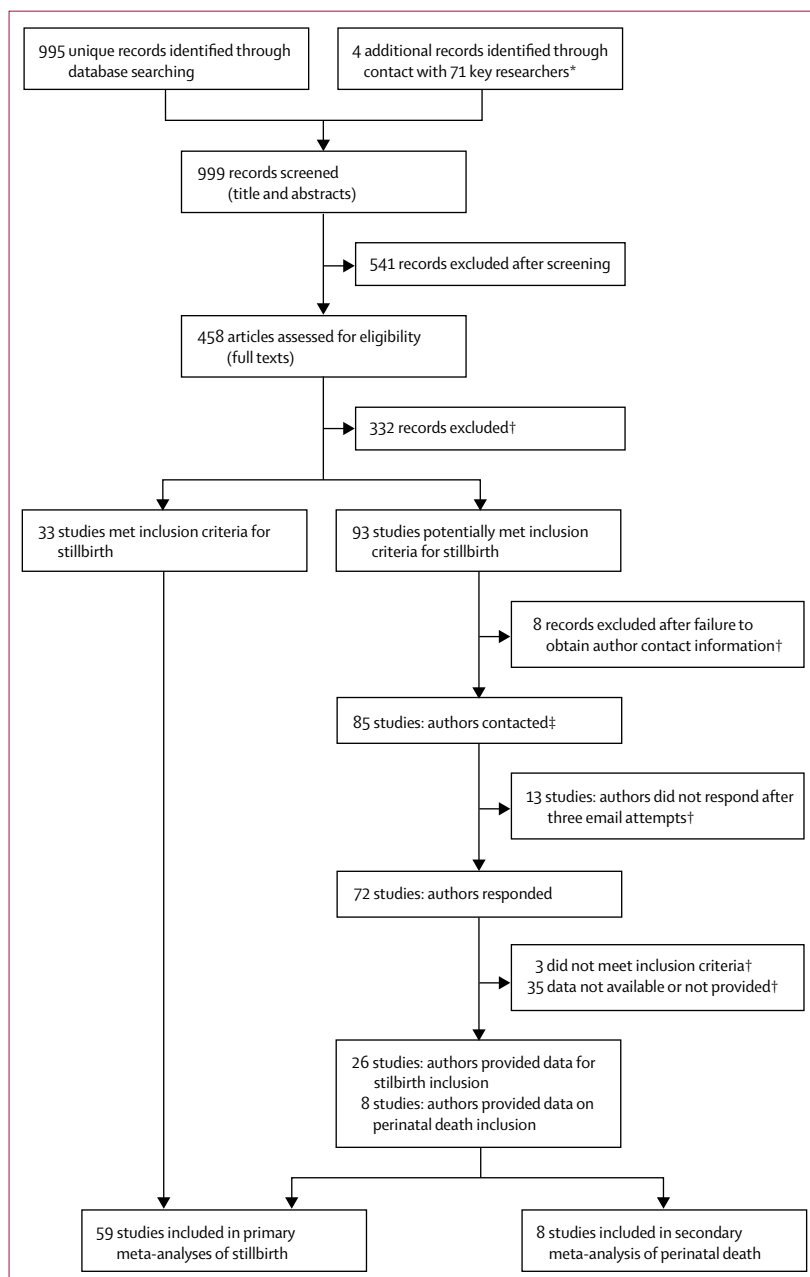 995 unique records identified through
database searching
4 additional records identified through
contact with 71 key researchers*
999 records screened
(title and abstracts)
541 records excluded after screening
458 articles assessed for eligibility
(full texts)
332 records excluded†
33 studies met inclusion criteria for
stillbirth
93 studies potentially met inclusion
criteria for stillbirth
8 records excluded after failure to
obtain author contact information†
85 studies: authors contacted‡
13 studies: authors did not respond after
three email attempts†
72 studies: authors responded
3 did not meet inclusion criteria†
35 data not available or not provided†
26 studies: authors provided data for
stilbirth inclusion
8 studies: authors provided data on
perinatal death inclusion
59 studies included in primary
meta-analyses of stillbirth
8 studies included in secondary
meta-analysis of perinatal death